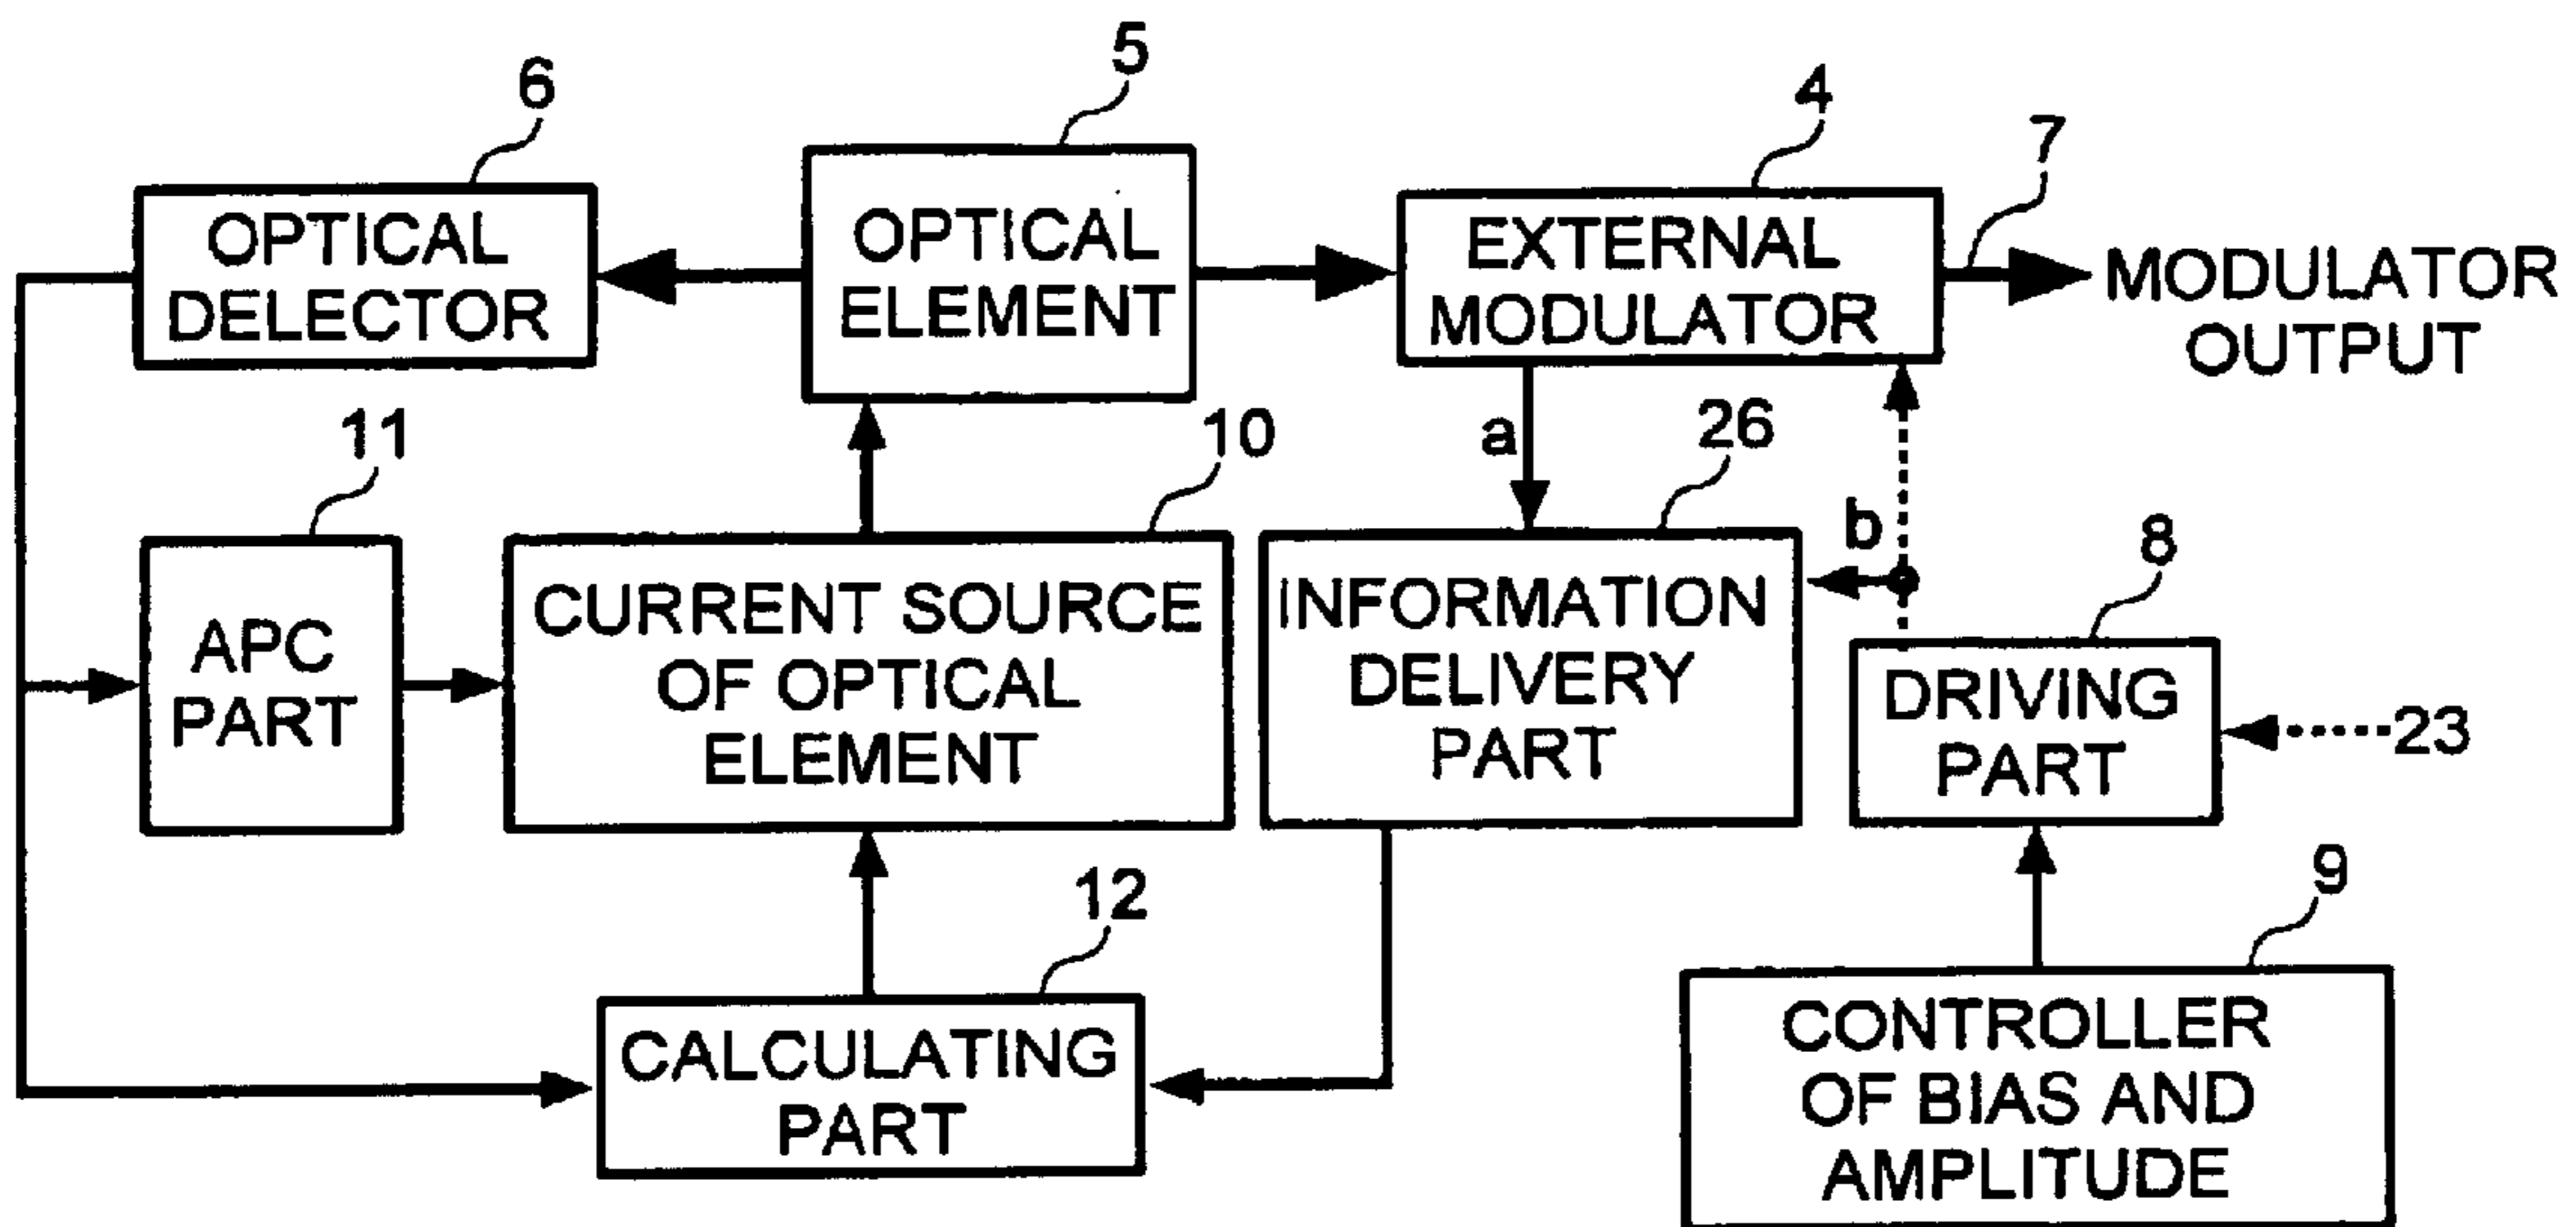 5
6
4
7
OPTICAL
DELECTOR
OPTICAL
ELEMENT
EXTERNAL
MODULATOR
MODULATOR
OUTPUT
11
10
a
26
b
8
APC
PART
CURRENT SOURCE
OF OPTICAL
ELEMENT
INFORMATION
DELIVERY
PART
DRIVING
PART
23
12
9
CALCULATING
PART
CONTROLLER
OF BIAS AND
AMPLITUDE